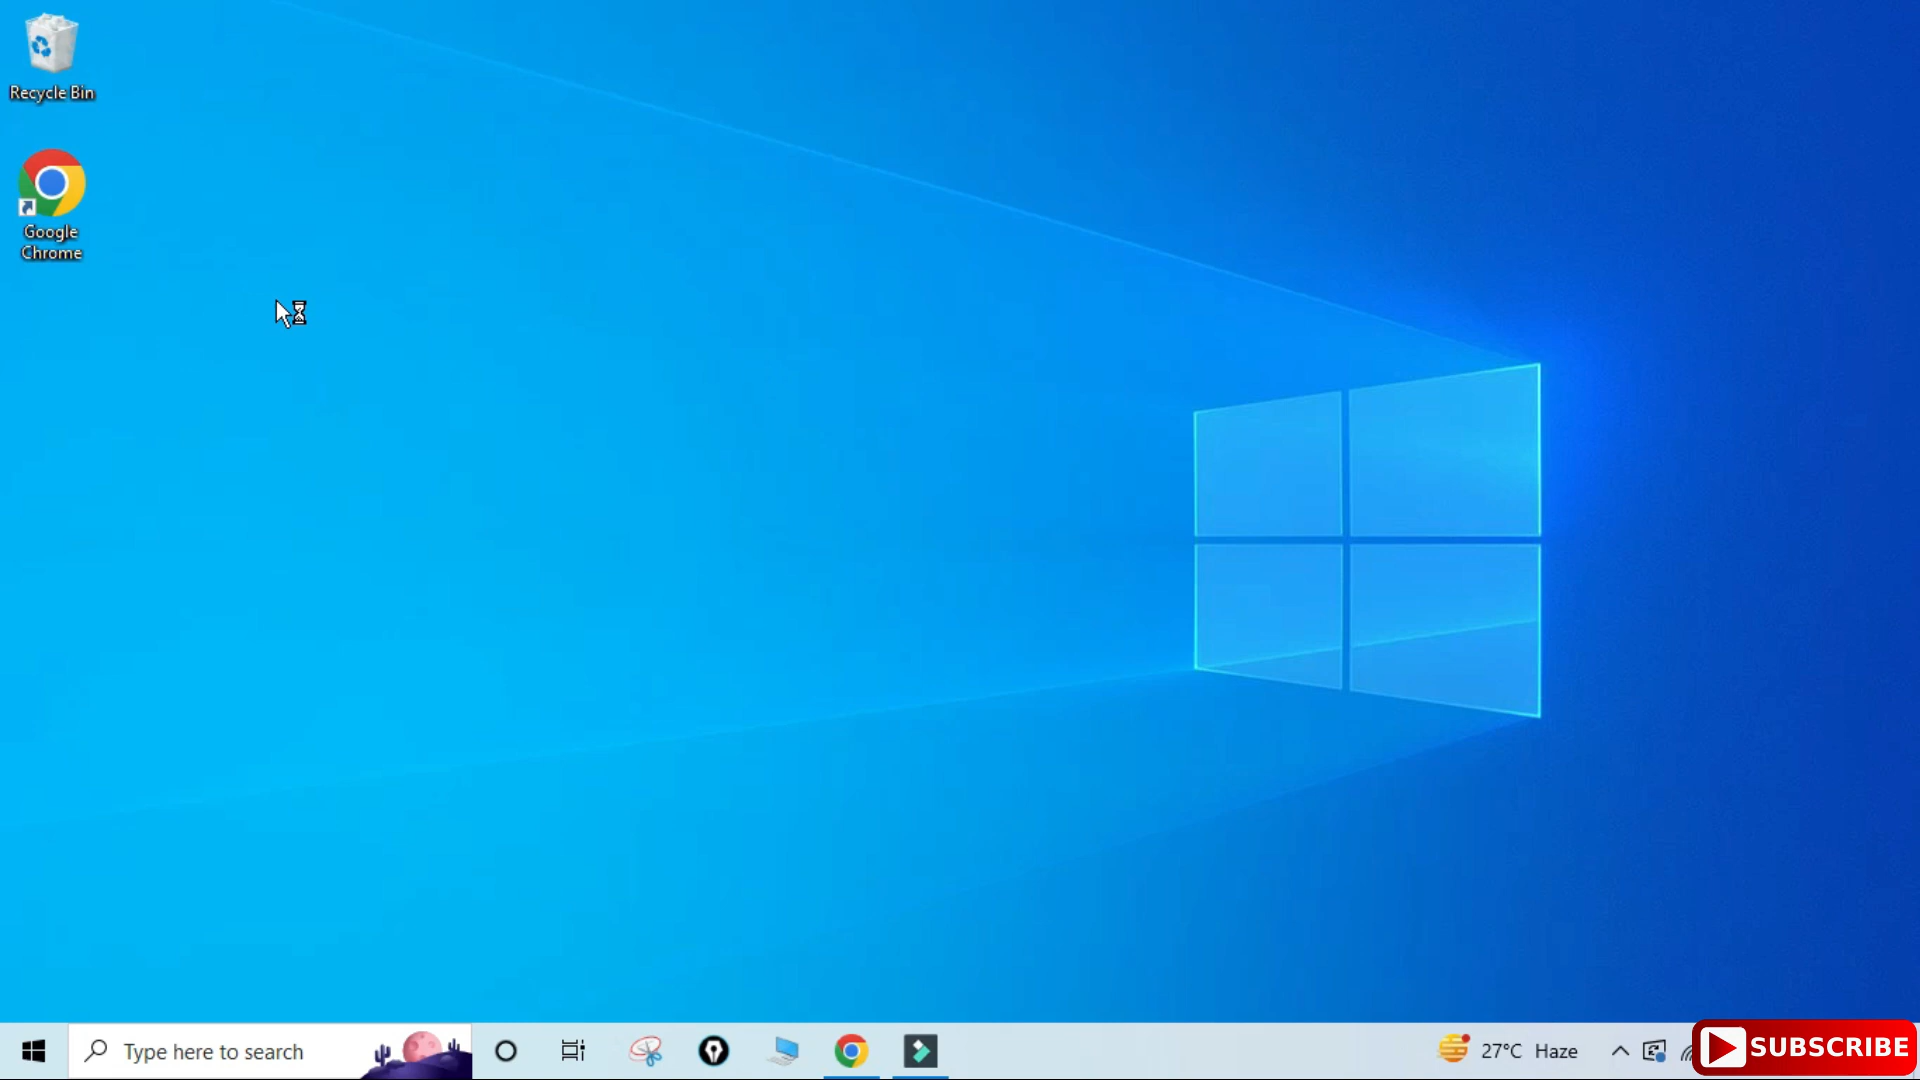 Recycle Bin
Google
Chrome
Type here to search
27°C Haze
SUBSCRIBE